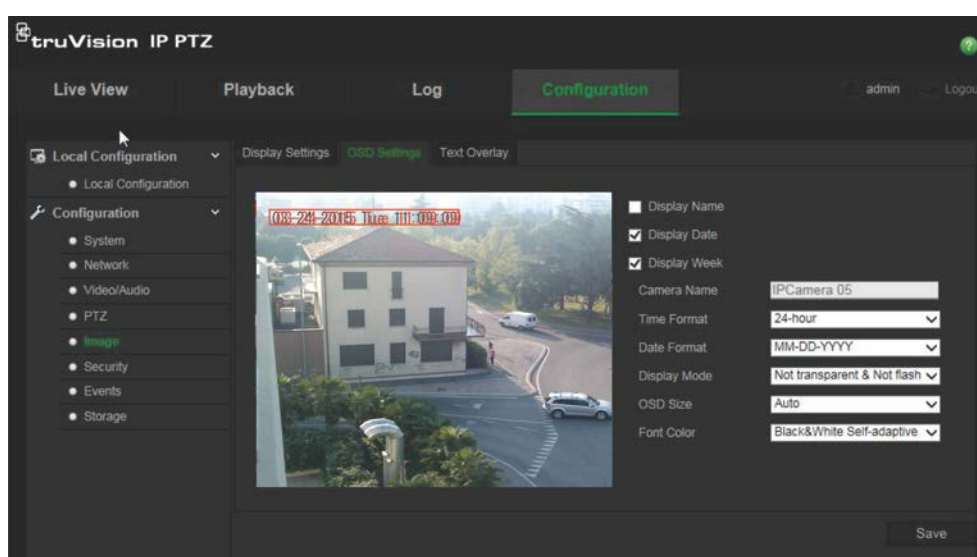 truVision IP PTZ
?
Live View Playback Log Configuration admin Logou
Local Configuration
Local Configuration
Configuration
System
Network
Video/Audio
PTZ
Image
Security
Events
Storage
Display Settings OSD Settings Text Overlay
03-24-2015 Tue 11:09:09
Display Name
Display Date
Display Week
Camera Name IPCamera 05
Time Format 24-hour
Date Format MM-DD-YYYY
Display Mode Not transparent & Not flash
OSD Size Auto
Font Color Black&White Self-adaptive
Save